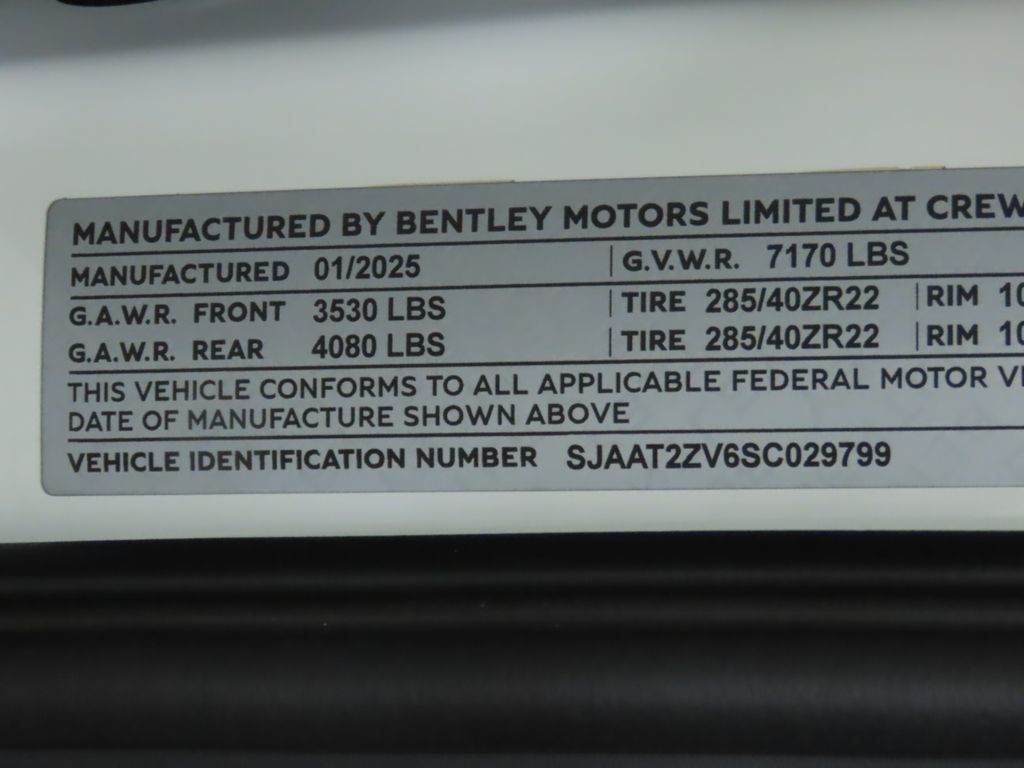 MANUFACTURED BY BENTLEY MOTORS LIMITED AT
MANUFACTURED 01/2025 G.V.W.R. 7170 LBS
G.A.W.R. FRONT 3530 LBS TIRE 285/40ZR22 RIM
G.A.W.R. REAR 4080 LBS TIRE 285/40ZR22 RIM
THIS VEHICLE CONFORMS TO ALL APPLICABLE FEDERAL MOTOR
DATE OF MANUFACTURE SHOWN ABOVE
VEHICLE IDENTIFICATION NUMBER SJAAT2ZV6SC029799